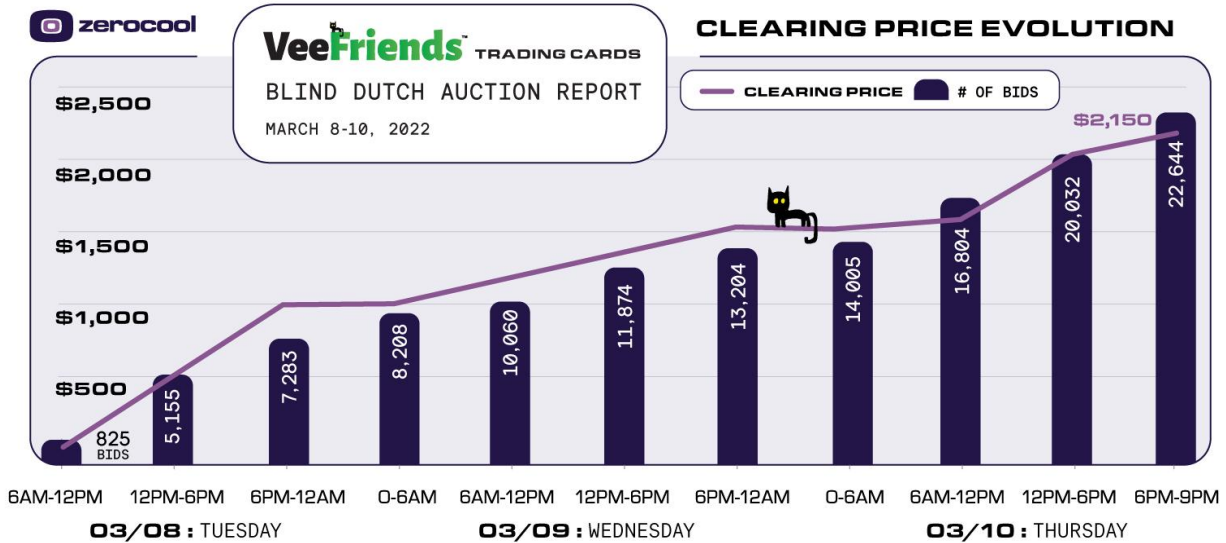 zerocool
VeeFriends™ TRADING CARDS
BLIND DUTCH AUCTION REPORT
MARCH 8-10, 2022
CLEARING PRICE EVOLUTION
CLEARING PRICE # OF BIDS
$2,500
$2,000
$1,500
$1,000
$500
$2,150
825
BIDS
5,155
7,283
8,208
10,060
11,874
13,204
14,005
16,804
20,032
22,644
6AM-12PM 12PM-6PM 6PM-12AM 0-6AM 6AM-12PM 12PM-6PM 6PM-12AM 0-6AM 6AM-12PM 12PM-6PM 6PM-9PM
03/08 : TUESDAY 03/09 : WEDNESDAY 03/10 : THURSDAY